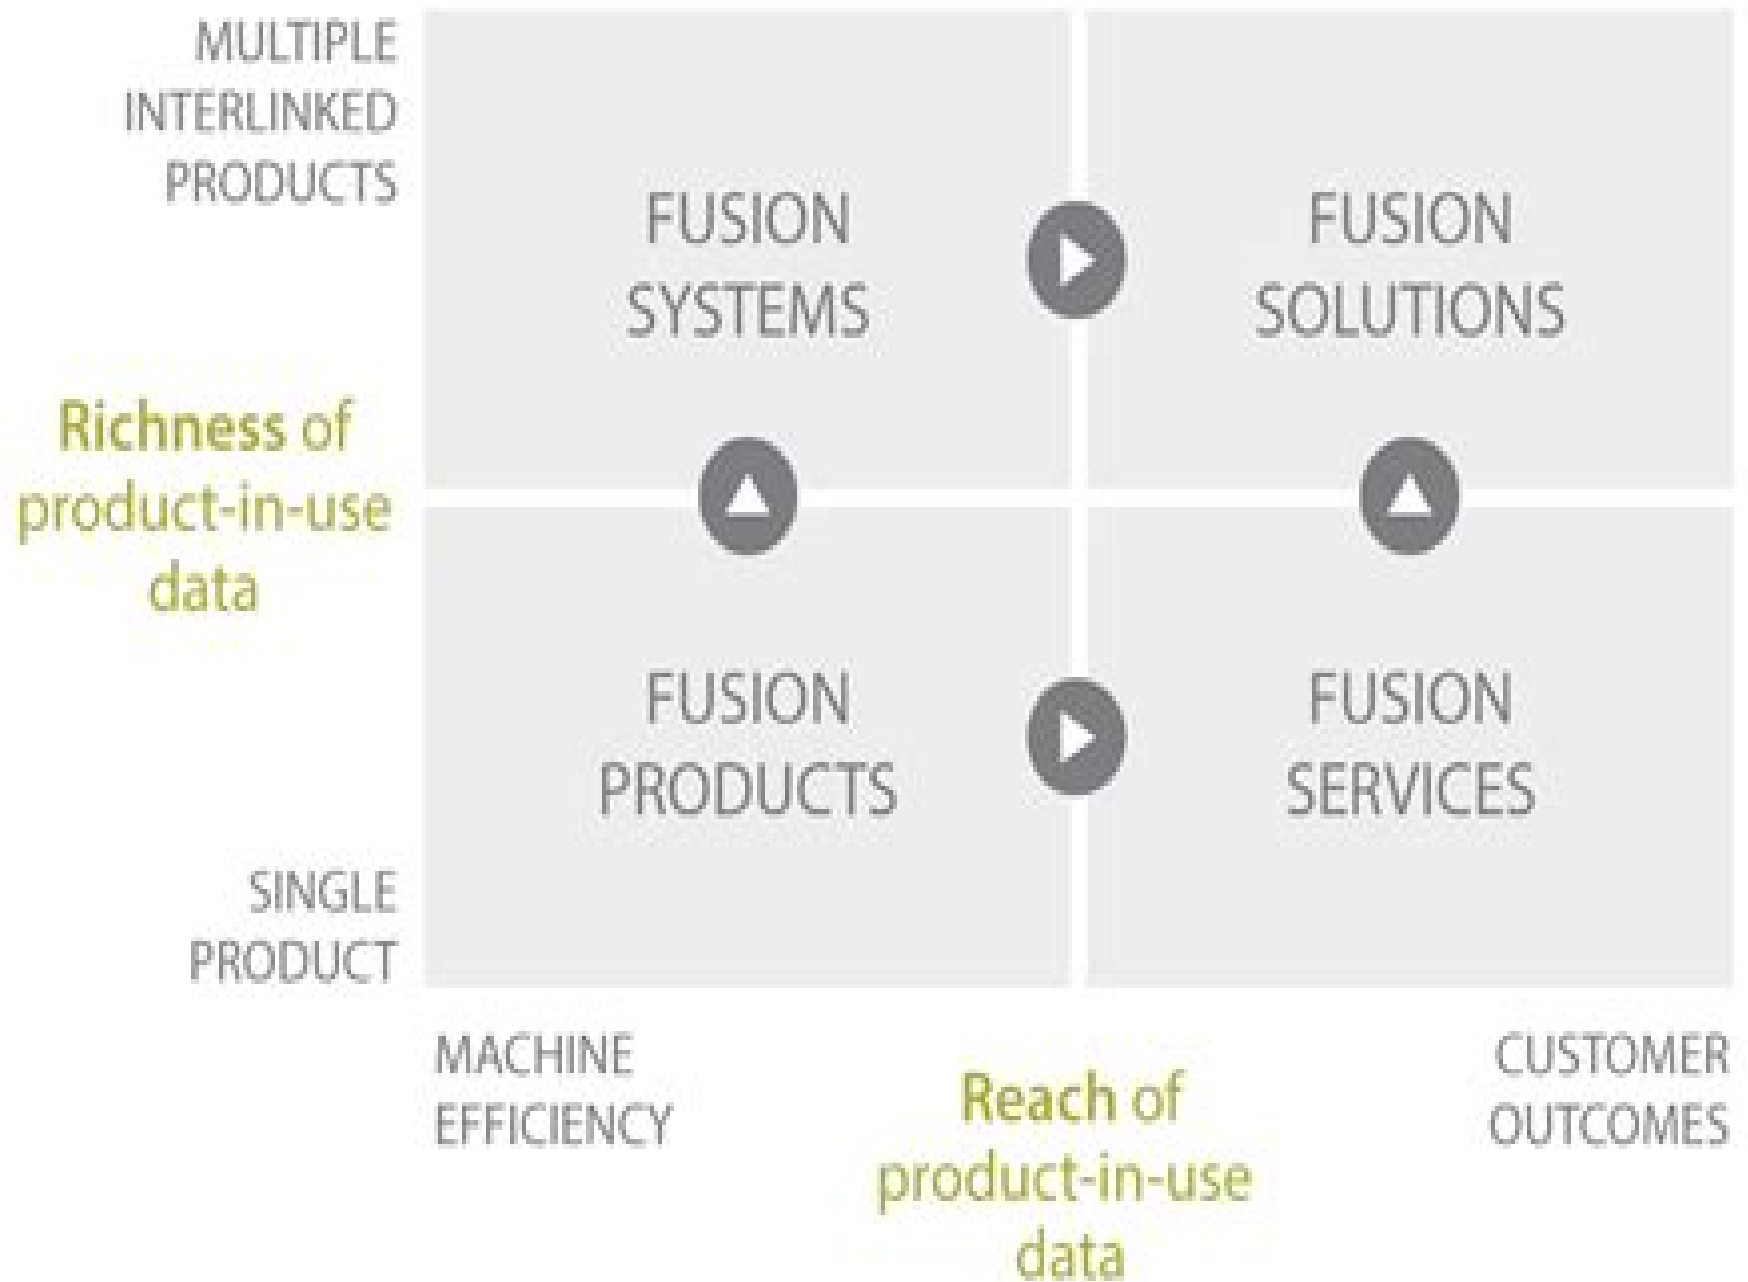 MULTIPLE
INTERLINKED
PRODUCTS
FUSION
SYSTEMS
FUSION
SOLUTIONS
Richness of
product-in-use
data
FUSION
PRODUCTS
FUSION
SERVICES
SINGLE
PRODUCT
MACHINE
EFFICIENCY
Reach of
product-in-use
data
CUSTOMER
OUTCOMES